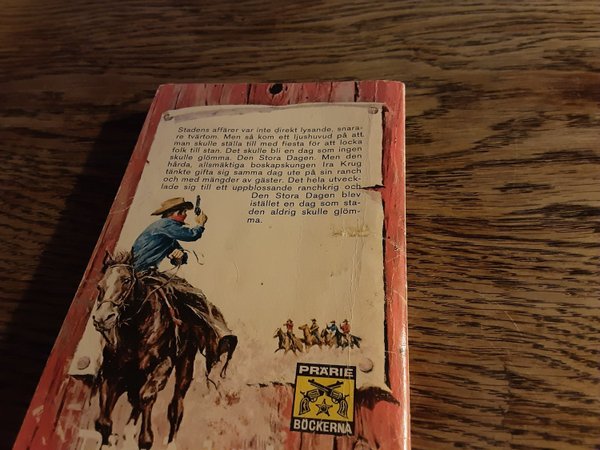 Stadens affärer var inte direkt lysande, snara-
re tvärtom. Men så kom ett ljushuvud på att
man skulle ställa till med fiesta för att locka
folk till stan. Det skulle bli en dag som ingen
skulle glömma. Den Stora Dagen. Men den
hårda, allsmäktiga boskapskungen Ira Krug
tänkte gifta sig samma dag ute på sin ranch
och med mängder av gäster. Det hela utveck-
lade sig till ett uppblossande ranchkrig och
Den Stora Dagen blev
istället en dag som sta-
den aldrig skulle glöm-
ma.
PRÄRIE
BÖCKERNA